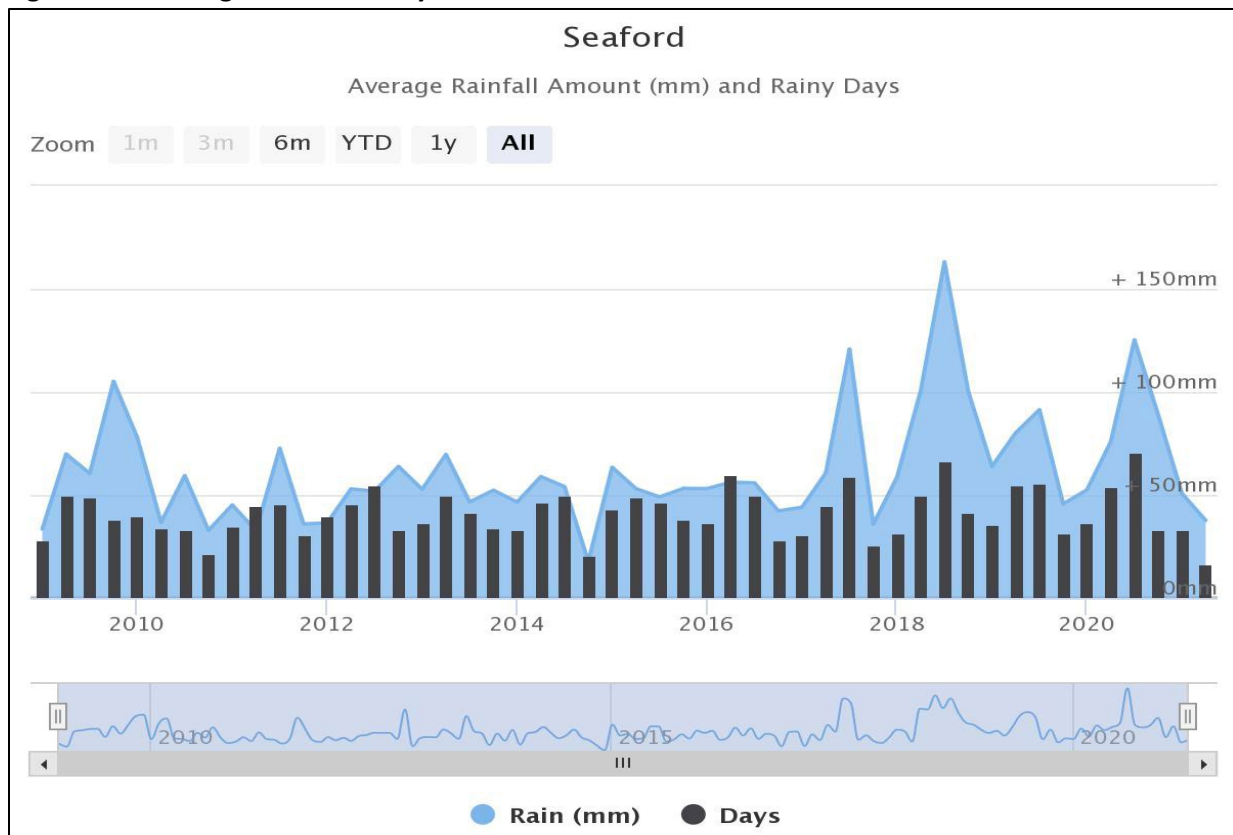 Seaford
Average Rainfall Amount (mm) and Rainy Days
Zoom 1m 3m 6m YTD 1y All
+ 150mm
+ 100mm
+ 50mm
0mm
2010 2012 2014 2016 2018 2020
2010 2015 2020
Rain (mm) Days